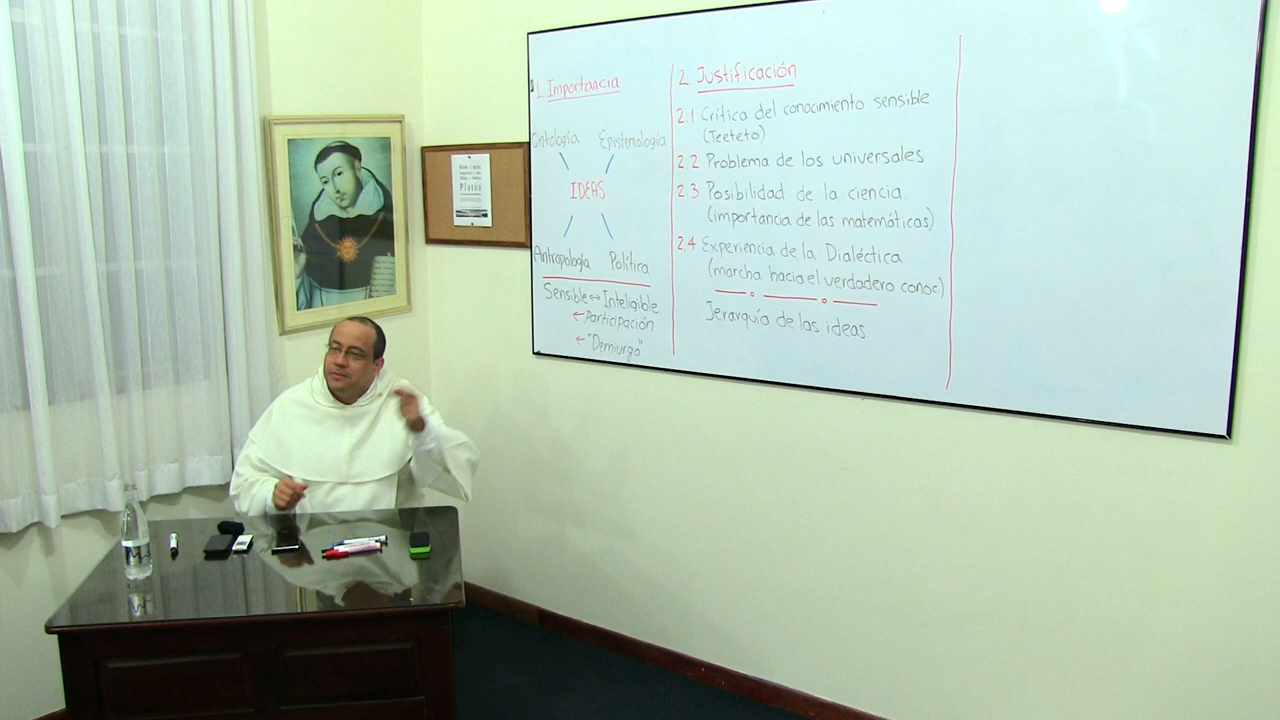 1. Importancia
Ontología Epistereología
IDEAS
Antropología Política
Sensible ↔ Inteligible
← Participación
← "Demiurgo"
2. Justificación
2.1 Crítica del conocimiento sensible
(Teeteto)
2.2 Problema de los universales
2.3 Posibilidad de la ciencia
(importancia de las matemáticas)
2.4 Experiencia de la Dialéctica
(marcha hacia el verdadero conoc)
Jerarquía de las ideas.
Platón